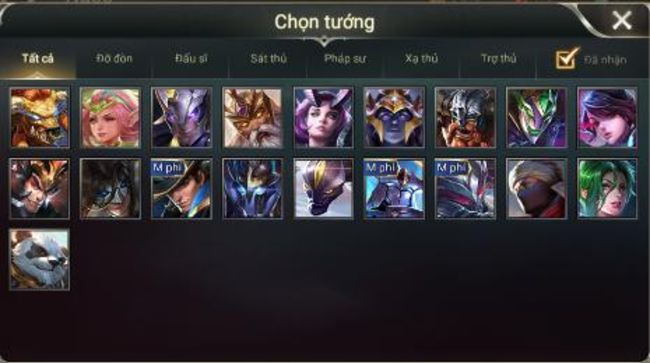 Chọn tướng
Tất cả Đỡ đòn Đấu sĩ Sát thủ Pháp sư Xạ thủ Trợ thủ Đã nhận
M phí M phí M phí